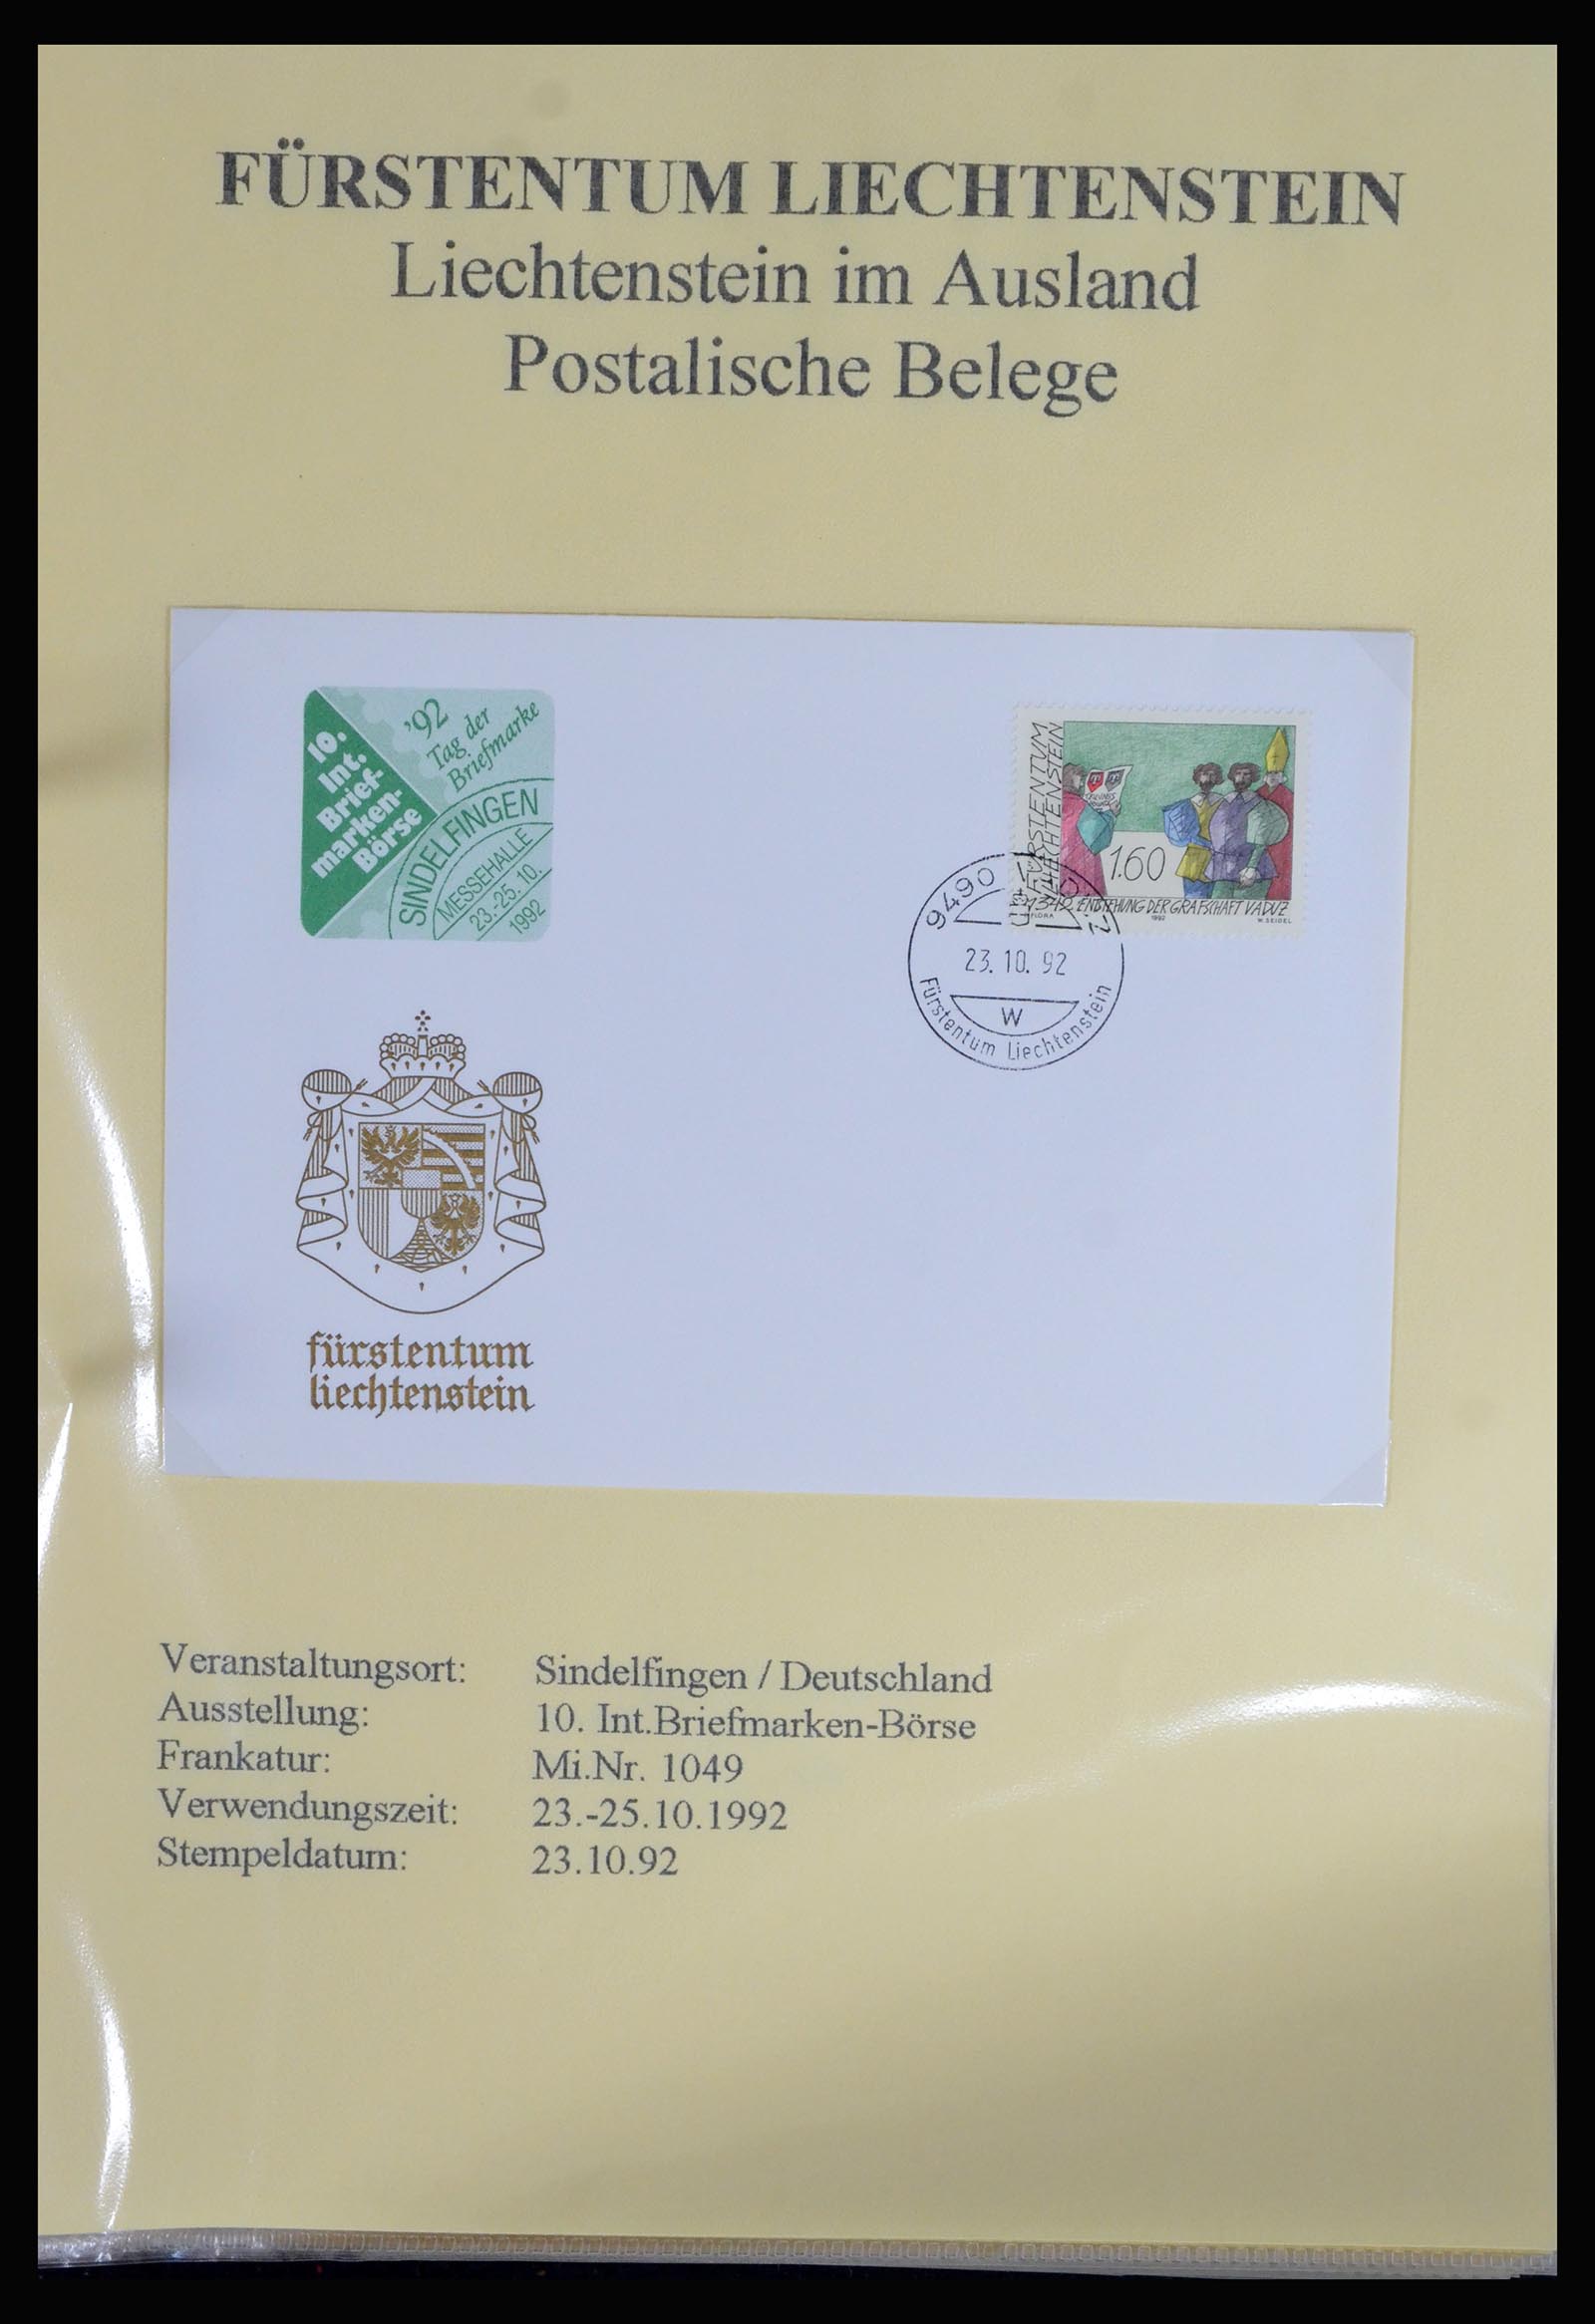 FÜRSTENTUM LIECHTENSTEIN
Liechtenstein im Ausland
Postalische Belege
10.
Int.
Brief-
marken-
Börse
'92
Tag der
Briefmarke
SINDELFINGEN
MESSEHALLE
23.-25.10.
1992
FÜRSTENTUM
LIECHTENSTEIN
1.60
1342 ENTSTEHUNG DER GRAFSCHAFT VADUZ
1992
W. SEIDEL
9490
23.10.92
W
Fürstentum Liechtenstein
fürstentum
liechtenstein
Veranstaltungsort: Sindelfingen / Deutschland
Ausstellung: 10. Int.Briefmarken-Börse
Frankatur: Mi.Nr. 1049
Verwendungszeit: 23.-25.10.1992
Stempeldatum: 23.10.92